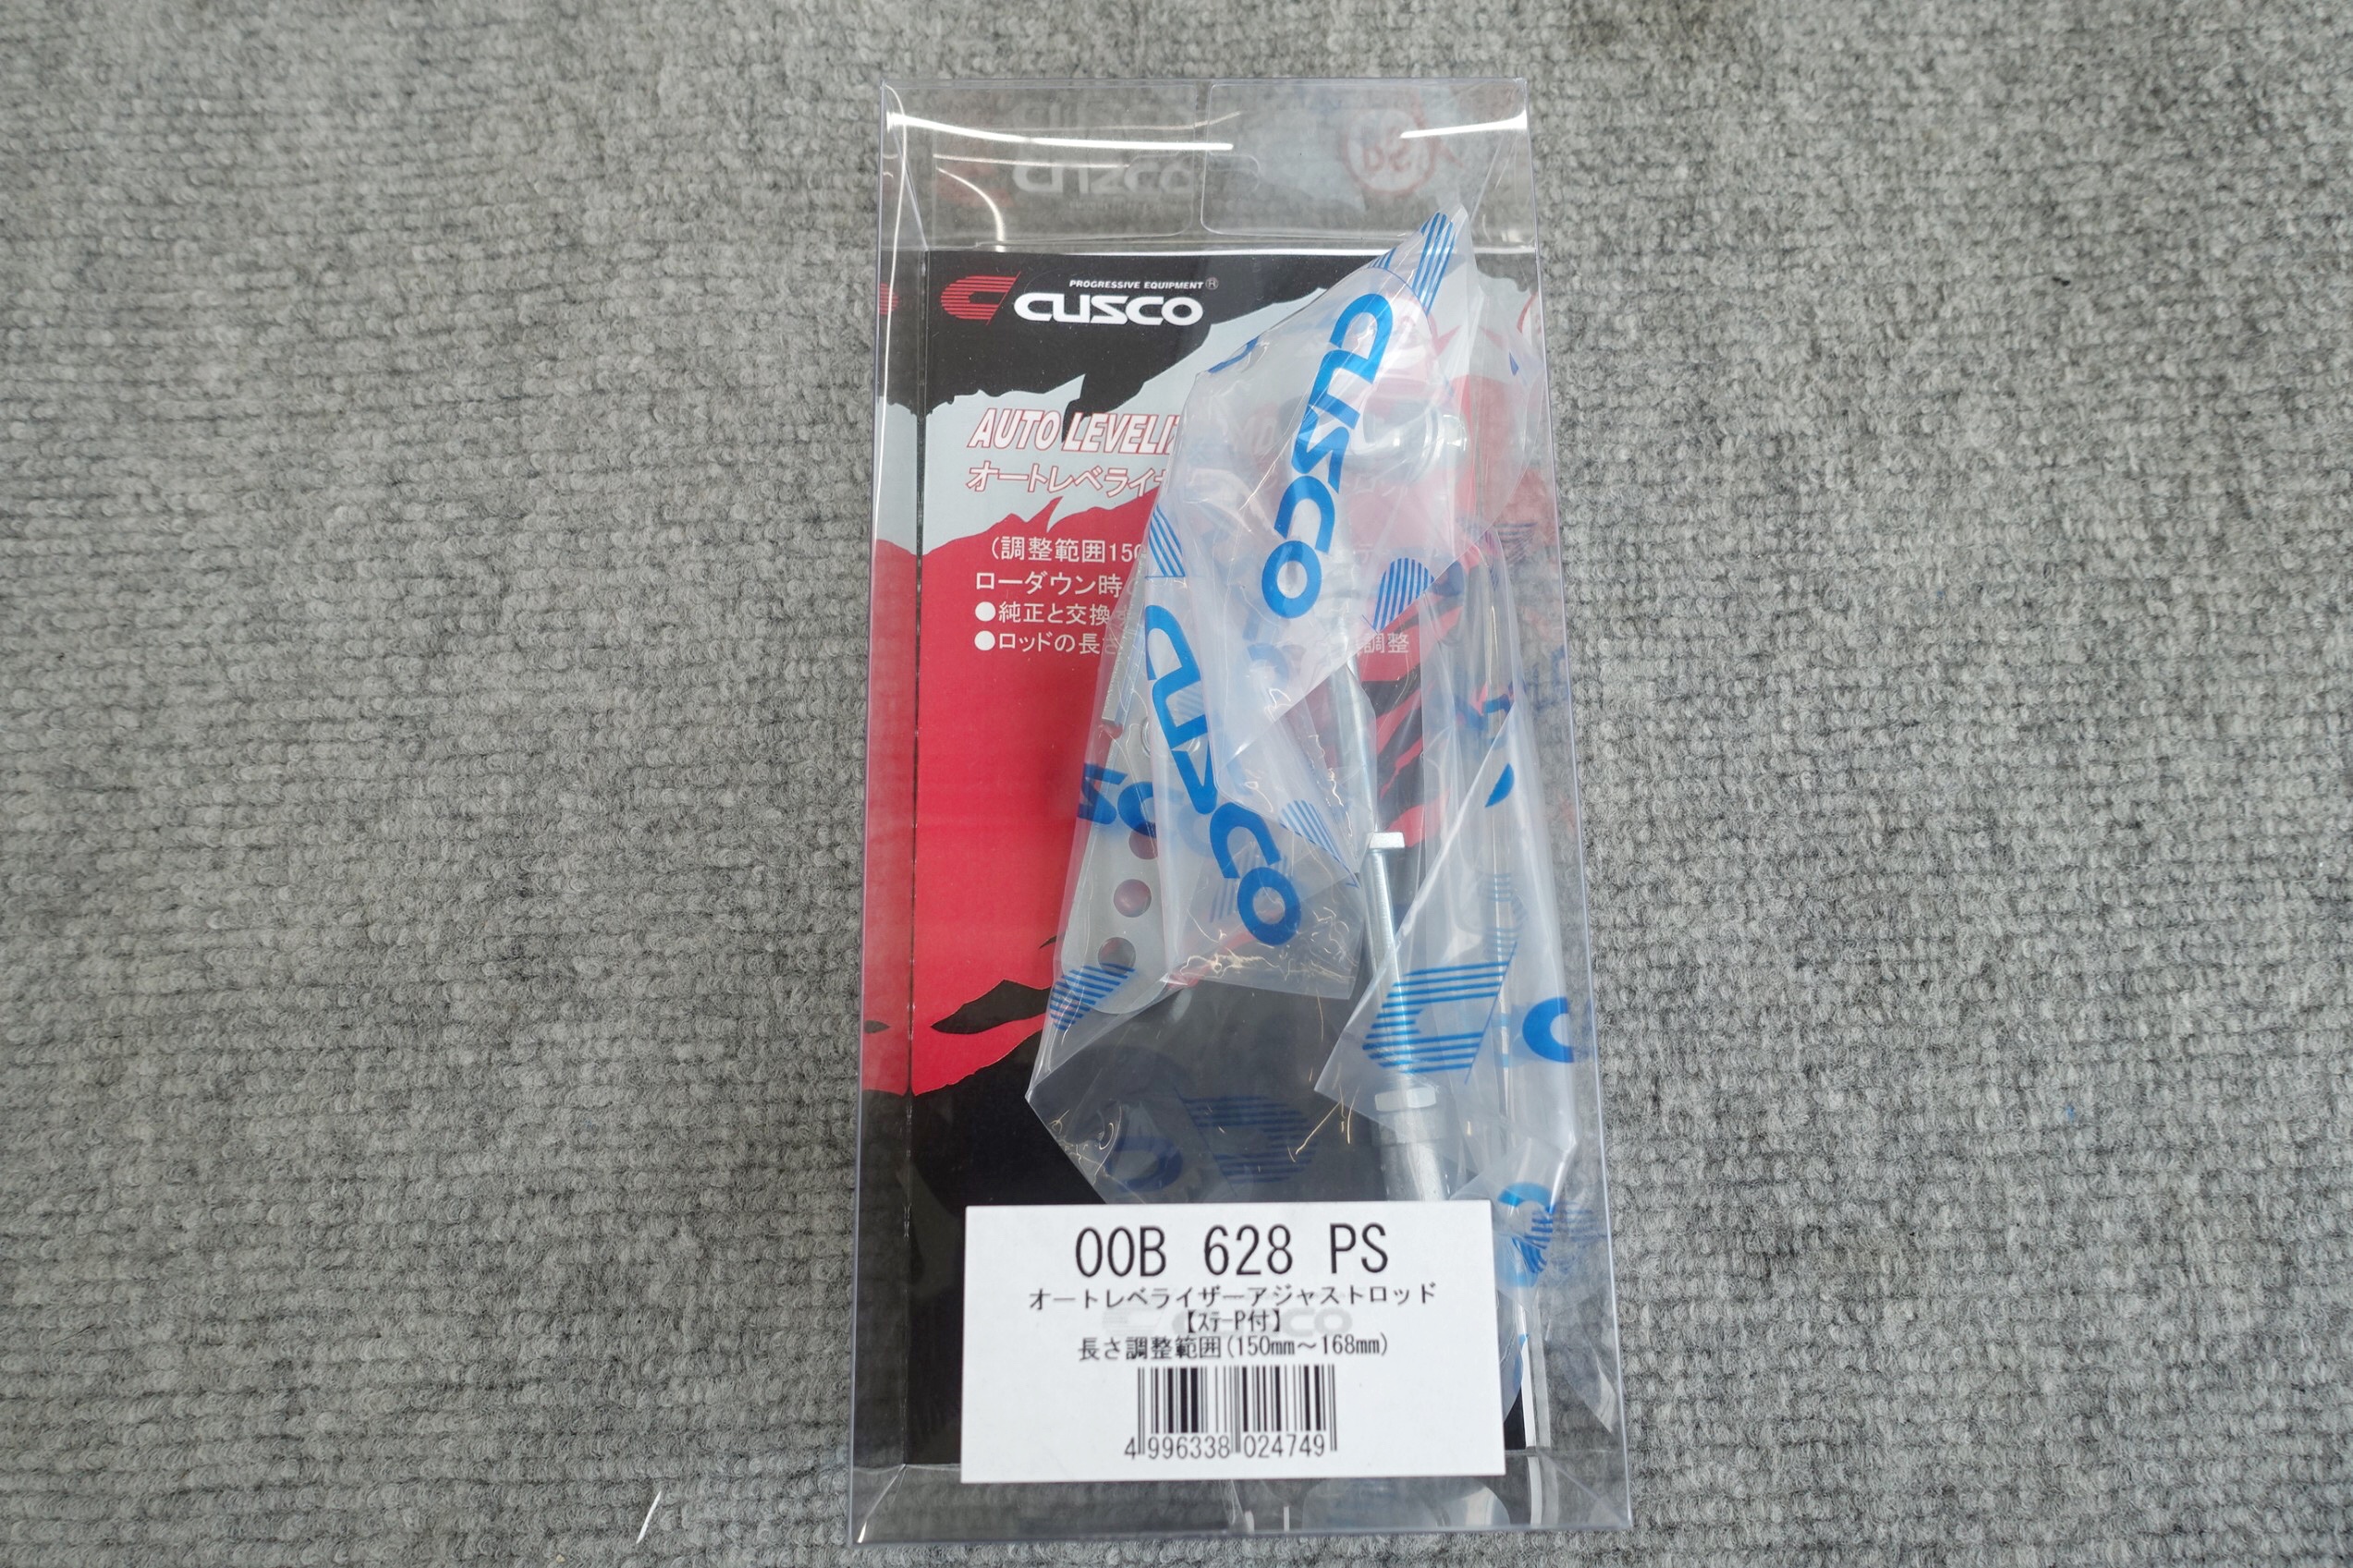 PROGRESSIVE EQUIPMENT®
CUSCO
AUTO LEVELI
オートレベライ
(調整範囲150
ローダウン時
●純正と交換
●ロッドの長さ 調整
CUSCO
CUSCO
00B 628 PS
オートレベライザーアジャストロッド
【ｽﾃｰP付】
長さ調整範囲(150mm～168mm)
4 996338 024749